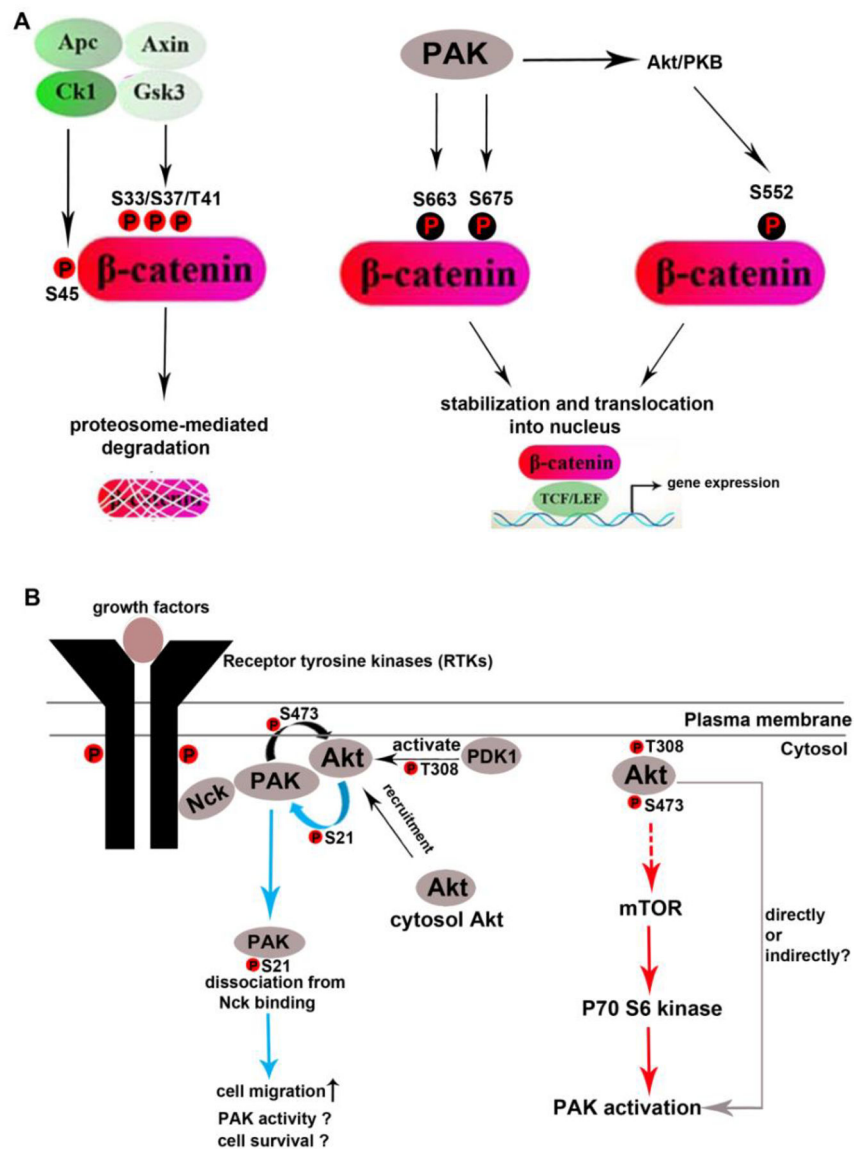 A
Apc
Axin
Ck1
Gsk3
S33/S37/T41
P P P
β-catenin
P
S45
proteosome-mediated
degradation
β-catenin
PAK
Akt/PKB
S663 S675
P P
β-catenin
S552
P
β-catenin
stabilization and translocation
into nucleus
β-catenin
TCF/LEF
gene expression
B
growth factors
Receptor tyrosine kinases (RTKs)
Plasma membrane
Cytosol
P
P
P S473
Nck
PAK
Akt
activate
P T308
PDK1
P S21
recruitment
Akt
cytosol Akt
PAK
P S21
dissociation from
Nck binding
cell migration↑
PAK activity ?
cell survival ?
P T308
Akt
P S473
mTOR
P70 S6 kinase
PAK activation
directly
or
indirectly?